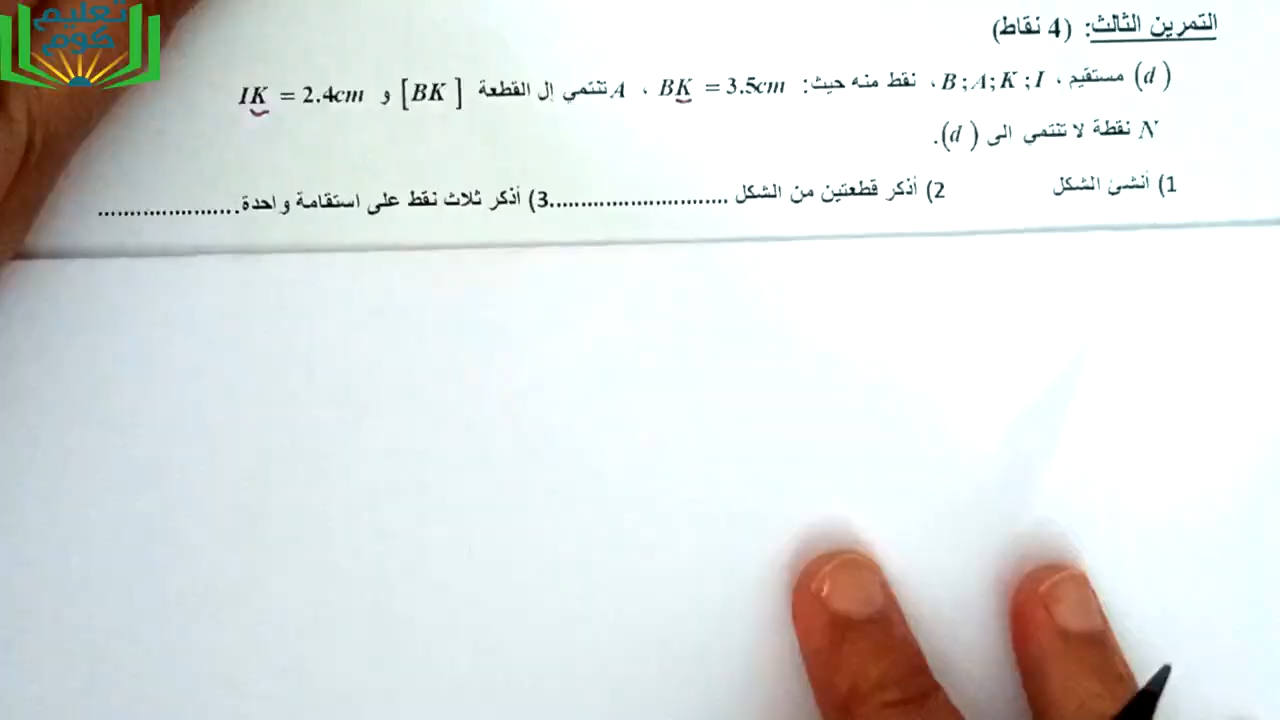 تعليم
كوم
التمرين الثالث: (4 نقاط)
(d) مستقيم ، B ; A; K ; I ، نقط منه حيث: BK = 3.5cm ، A تنتمي إل القطعة [BK] و IK = 2.4cm
N نقطة لا تنتمي الى (d).
1) أنشئ الشكل 2) أذكر قطعتين من الشكل ............................3) أذكر ثلاث نقط على استقامة واحدة.......................